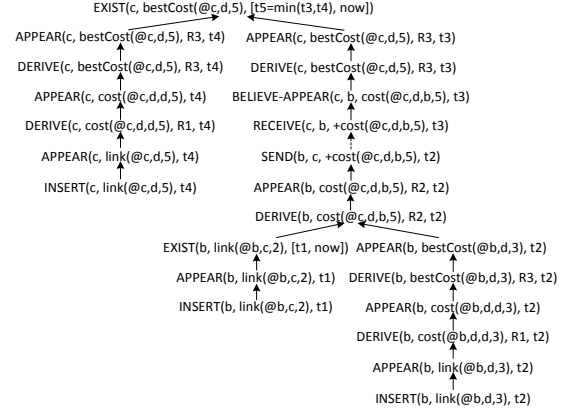 EXIST(c, bestCost(@c,d,5), [t5=min(t3,t4), now])
APPEAR(c, bestCost(@c,d,5), R3, t4)
APPEAR(c, bestCost(@c,d,5), R3, t3)
DERIVE(c, bestCost(@c,d,5), R3, t4)
DERIVE(c, bestCost(@c,d,5), R3, t3)
APPEAR(c, cost(@c,d,d,5), t4)
BELIEVE-APPEAR(c, b, cost(@c,d,b,5), t3)
DERIVE(c, cost(@c,d,d,5), R1, t4)
RECEIVE(c, b, +cost(@c,d,b,5), t3)
APPEAR(c, link(@c,d,5), t4)
SEND(b, c, +cost(@c,d,b,5), t2)
INSERT(c, link(@c,d,5), t4)
APPEAR(b, cost(@c,d,b,5), R2, t2)
DERIVE(b, cost(@c,d,b,5), R2, t2)
EXIST(b, link(@b,c,2), [t1, now])
APPEAR(b, bestCost(@b,d,3), t2)
APPEAR(b, link(@b,c,2), t1)
DERIVE(b, bestCost(@b,d,3), R3, t2)
INSERT(b, link(@b,c,2), t1)
APPEAR(b, cost(@b,d,d,3), t2)
DERIVE(b, cost(@b,d,d,3), R1, t2)
APPEAR(b, link(@b,d,3), t2)
INSERT(b, link(@b,d,3), t2)